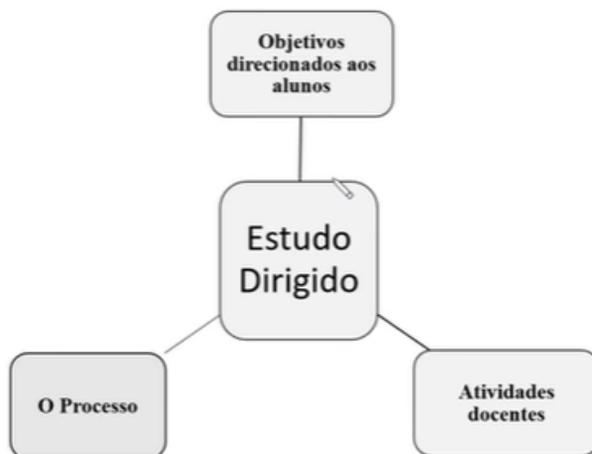 Objetivos
direcionados aos
alunos
Estudo
Dirigido
O Processo
Atividades
docentes